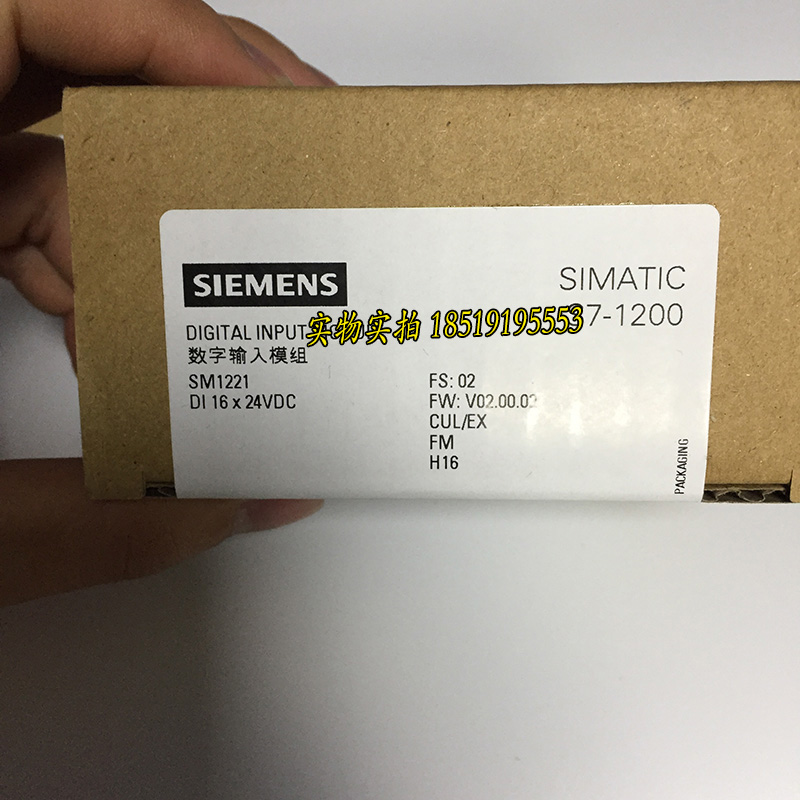 SIEMENS
SIMATIC
S7-1200
DIGITAL INPUT
实物实拍 18519195553
数字输入模组
SM1221
DI 16 x 24VDC
FS: 02
FW: V02.00.02
CUL/EX
FM
H16
PACKAGING